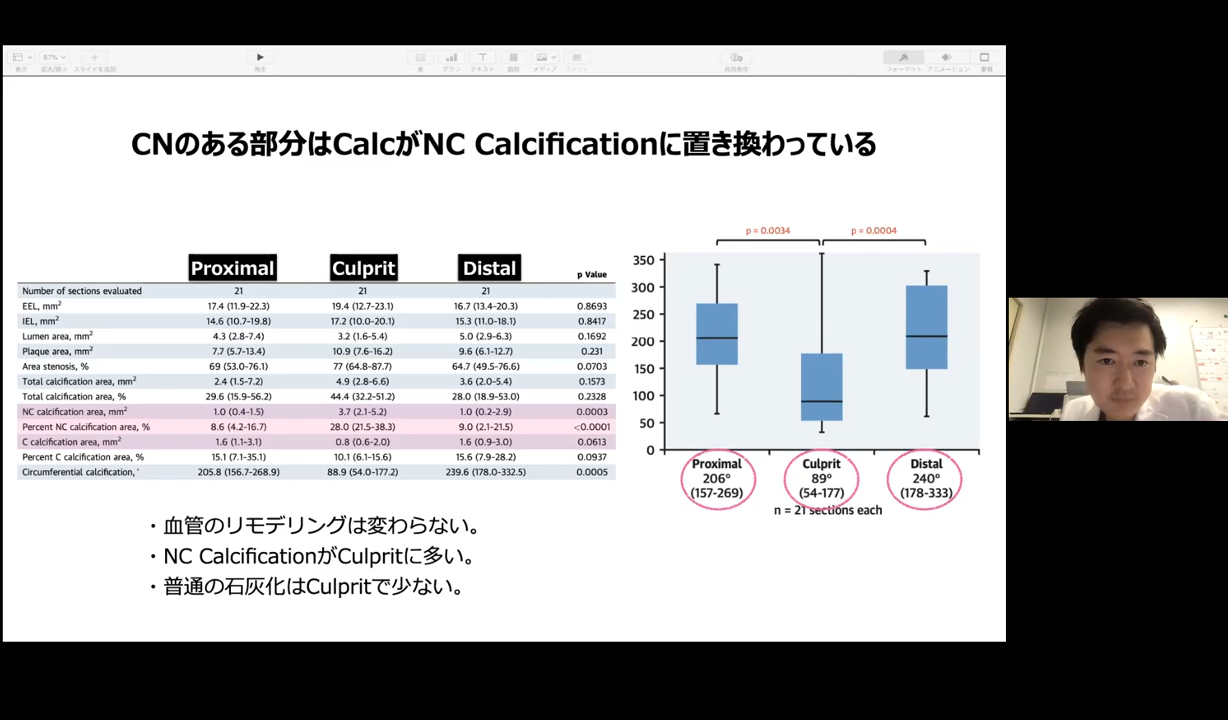 67%
表示
拡大/縮小
スライドを追加
再生
表
グラフ
テキスト
図形
メディア
コメント
共同制作
フォーマット
アニメーション
書類
CNのある部分はCalcがNC Calcificationに置き換わっている
Proximal Culprit Distal p Value
Number of sections evaluated 21 21 21
EEL, mm2 17.4 (11.9–22.3) 19.4 (12.7–23.1) 16.7 (13.4–20.3) 0.8693
IEL, mm2 14.6 (10.7–19.8) 17.2 (10.0–20.1) 15.3 (11.0–18.1) 0.8417
Lumen area, mm2 4.3 (2.8–7.4) 3.2 (1.6–5.4) 5.0 (2.9–6.3) 0.1692
Plaque area, mm2 7.7 (5.7–13.4) 10.9 (7.6–16.2) 9.6 (6.1–12.7) 0.231
Area stenosis, % 69 (53.0–76.1) 77 (64.8–87.7) 64.7 (49.5–76.6) 0.0703
Total calcification area, mm2 2.4 (1.5–7.2) 4.9 (2.8–6.6) 3.6 (2.0–5.4) 0.1573
Total calcification area, % 29.6 (15.9–56.2) 44.4 (32.2–51.2) 28.0 (18.9–53.0) 0.2328
NC calcification area, mm2 1.0 (0.4–1.5) 3.7 (2.1–5.2) 1.0 (0.2–2.9) 0.0003
Percent NC calcification area, % 8.6 (4.2–16.7) 28.0 (21.5–38.3) 9.0 (2.1–21.5) <0.0001
C calcification area, mm2 1.6 (1.1–3.1) 0.8 (0.6–2.0) 1.6 (0.9–3.0) 0.0613
Percent C calcification area, % 15.1 (7.1–35.1) 10.1 (6.1–15.6) 15.6 (7.9–28.2) 0.0937
Circumferential calcification, ° 205.8 (156.7–268.9) 88.9 (54.0–177.2) 239.6 (178.0–332.5) 0.0005
p = 0.0034 p = 0.0004
350
300
250
200
150
100
50
0
Proximal Culprit Distal
206° 89° 240°
(157-269) (54-177) (178-333)
n = 21 sections each
・血管のリモデリングは変わらない。
・NC CalcificationがCulpritに多い。
・普通の石灰化はCulpritで少ない。